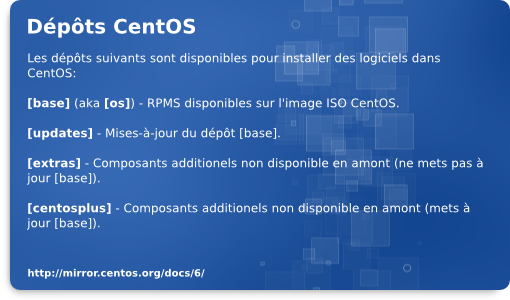 Dépôts CentOS
Les dépôts suivants sont disponibles pour installer des logiciels dans
CentOS:
[base] (aka [os]) - RPMS disponibles sur l'image ISO CentOS.
[updates] - Mises-à-jour du dépôt [base].
[extras] - Composants additionels non disponible en amont (ne mets pas à
jour [base]).
[centosplus] - Composants additionels non disponible en amont (mets à
jour [base]).
http://mirror.centos.org/docs/6/